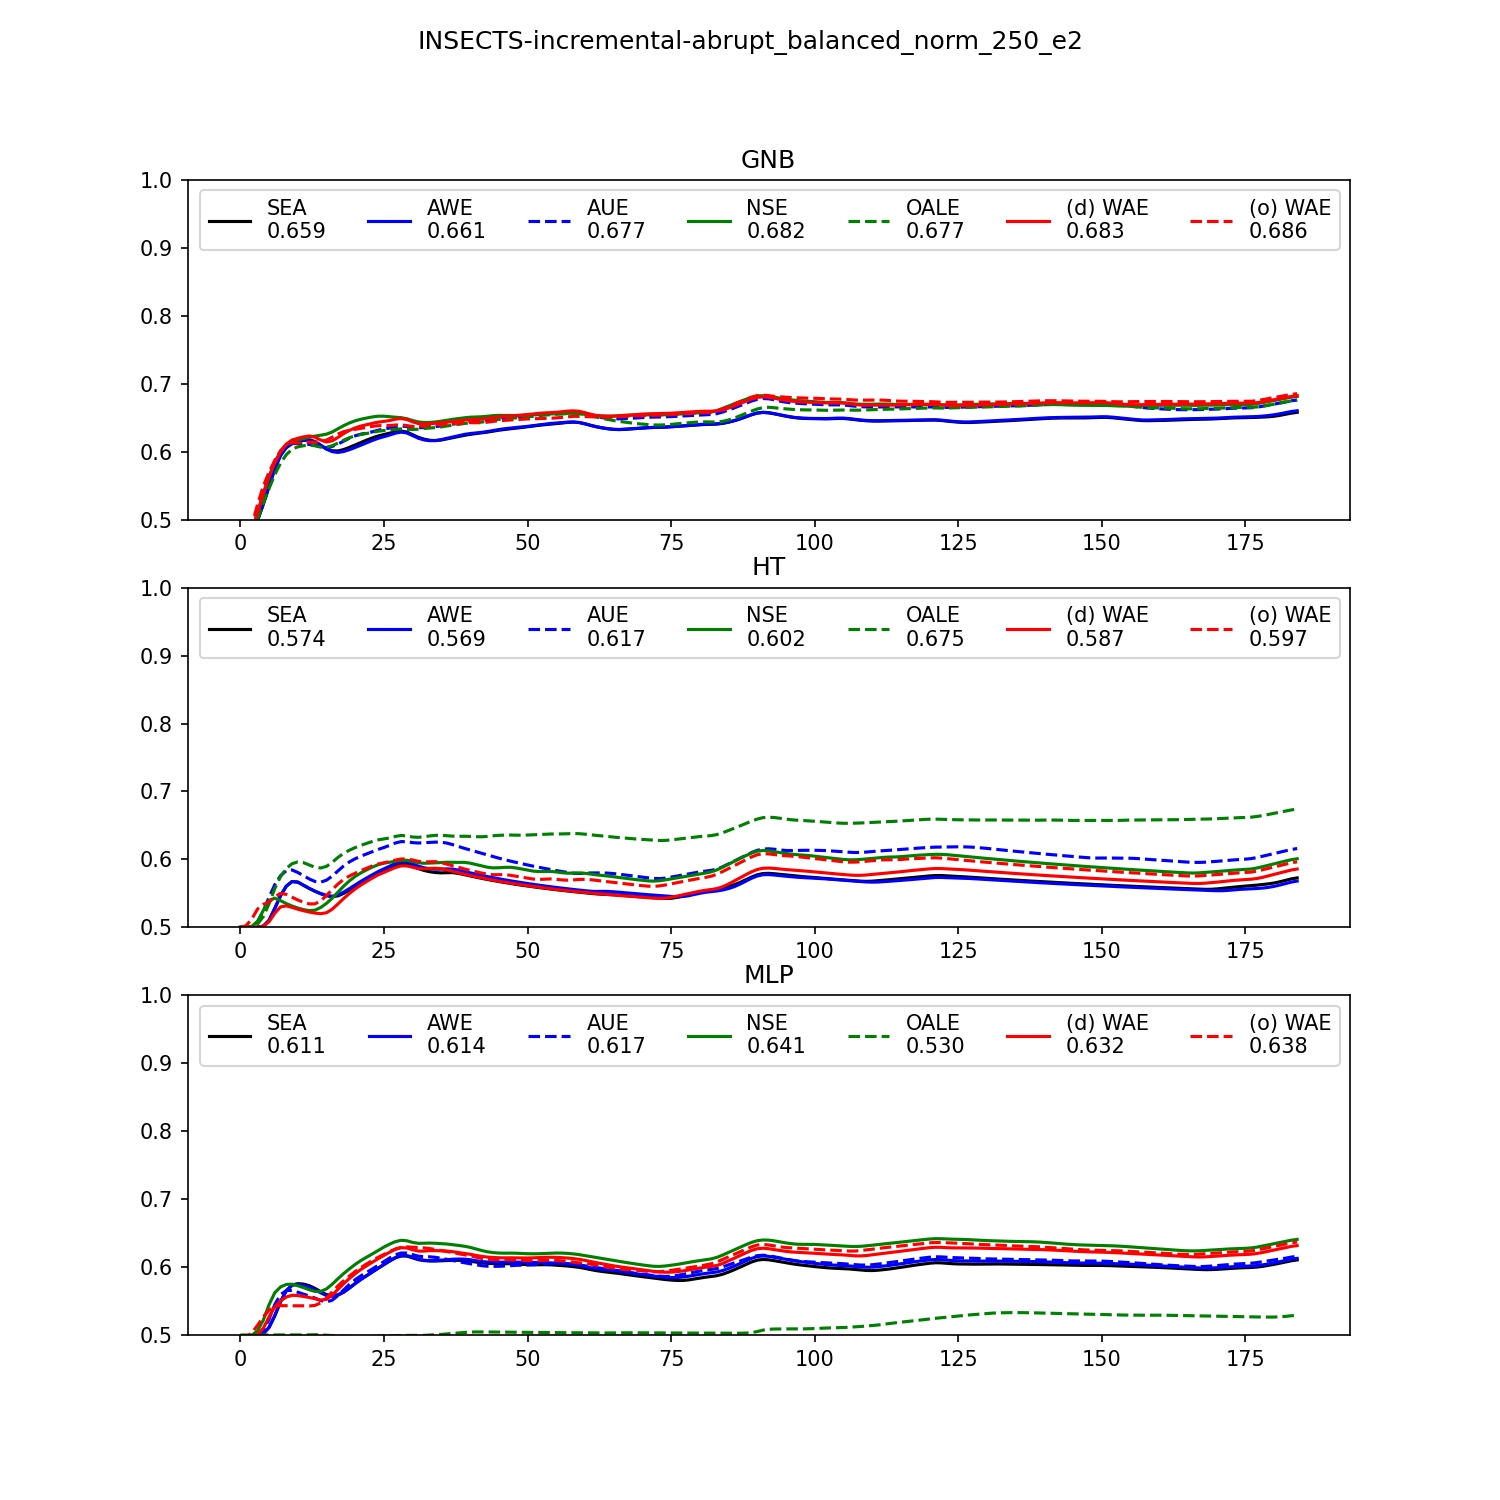 INSECTS-incremental-abrupt_balanced_norm_250_e2
GNB
SEA AWE AUE NSE OALE (d) WAE (o) WAE
0.659 0.661 0.677 0.682 0.677 0.683 0.686
1.0
0.9
0.8
0.7
0.6
0.5
0 25 50 75 100 125 150 175
HT
SEA AWE AUE NSE OALE (d) WAE (o) WAE
0.574 0.569 0.617 0.602 0.675 0.587 0.597
1.0
0.9
0.8
0.7
0.6
0.5
0 25 50 75 100 125 150 175
MLP
SEA AWE AUE NSE OALE (d) WAE (o) WAE
0.611 0.614 0.617 0.641 0.530 0.632 0.638
1.0
0.9
0.8
0.7
0.6
0.5
0 25 50 75 100 125 150 175